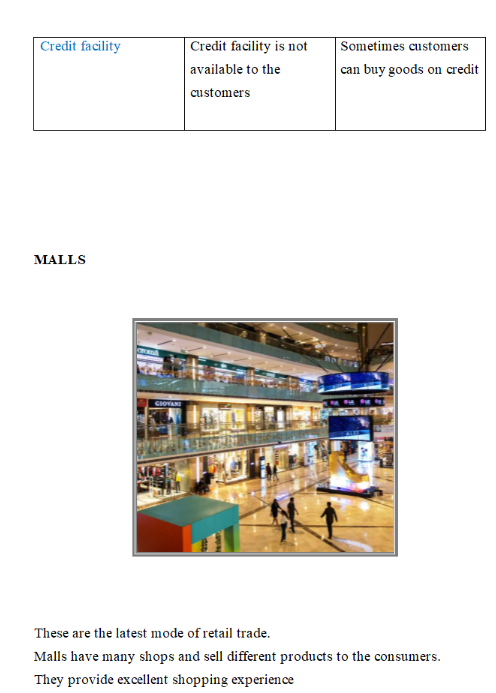 Credit facility
Credit facility is not
available to the
customers
Sometimes customers
can buy goods on credit
MALLS
GIOVANI
These are the latest mode of retail trade.
Malls have many shops and sell different products to the consumers.
They provide excellent shopping experience